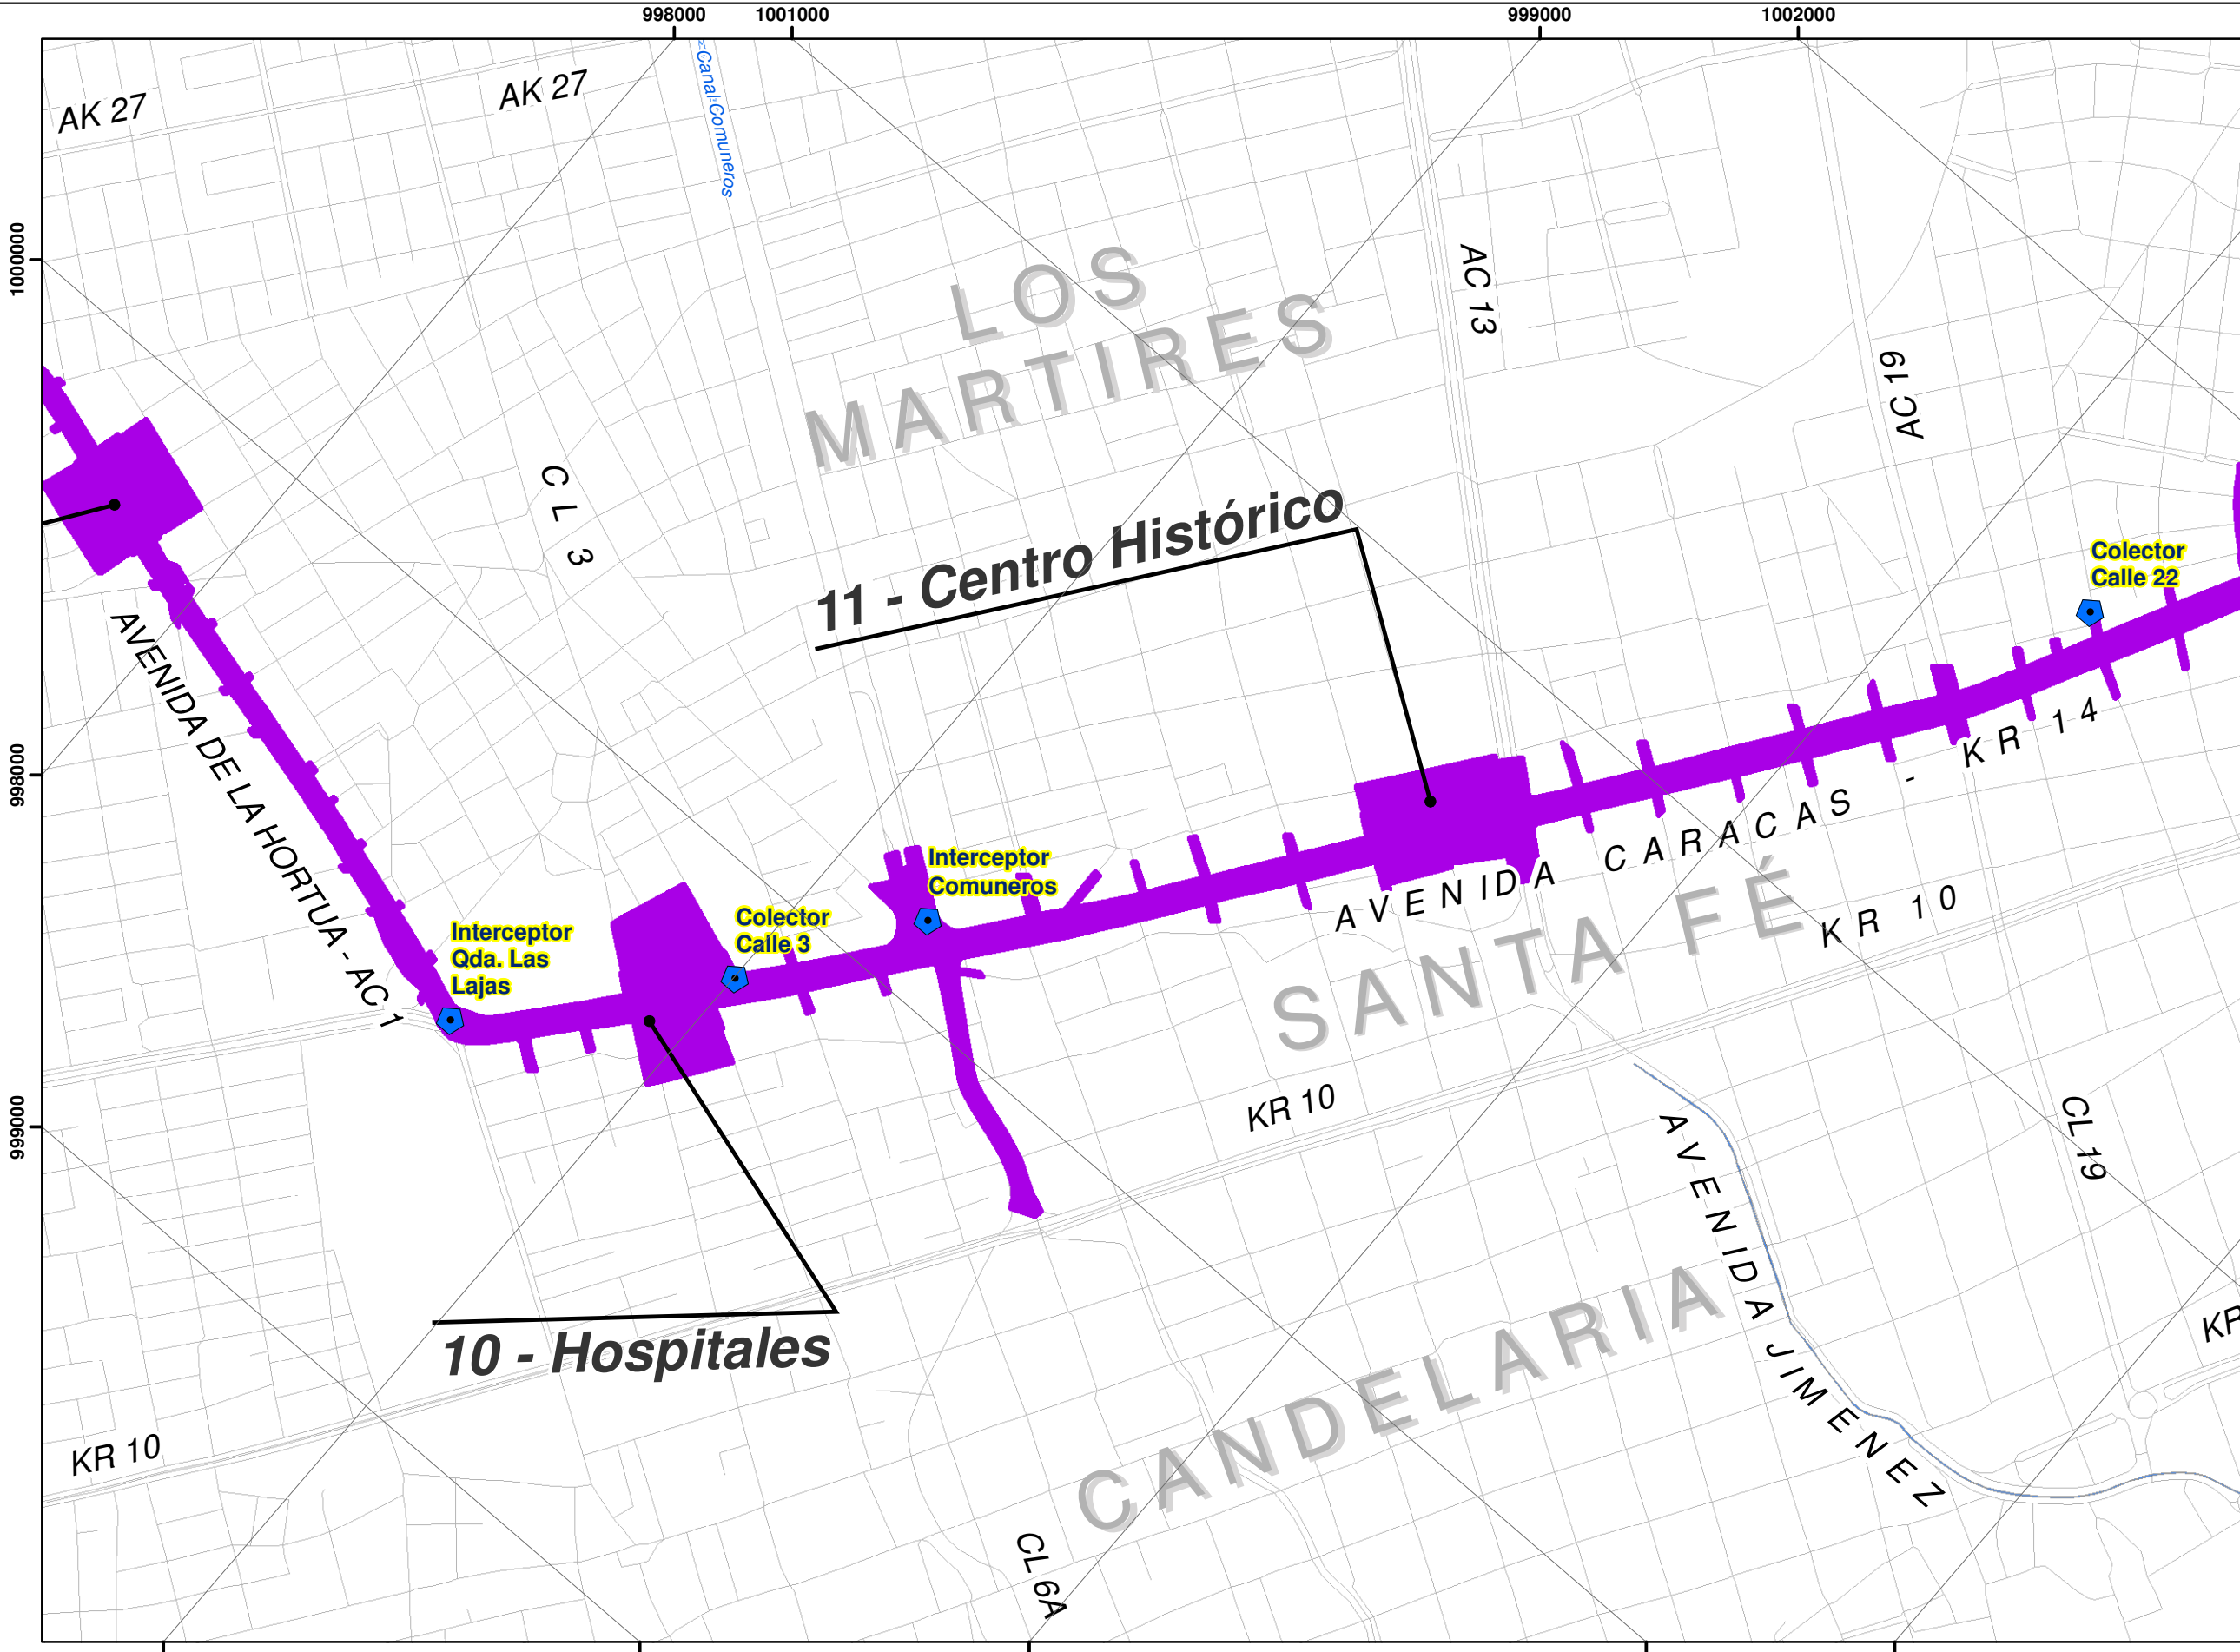 998000
1001000
999000
1002000
AK 27
AK 27
Canal Comuneros
1000000
LOS
MARTIRES
AC 13
AC 19
CL 3
11 - Centro Histórico
Colector
Calle 22
AVENIDA DE LA HORTUA - AC 1
998000
AVENIDA CARACAS - KR 14
Interceptor
Comuneros
Colector
Calle 3
Interceptor
Qda. Las
Lajas
SANTA FÉ
KR 10
KR 10
999000
AVENIDA JIMENEZ
CL 19
KR
10 - Hospitales
CANDELARIA
KR 10
CL 6A